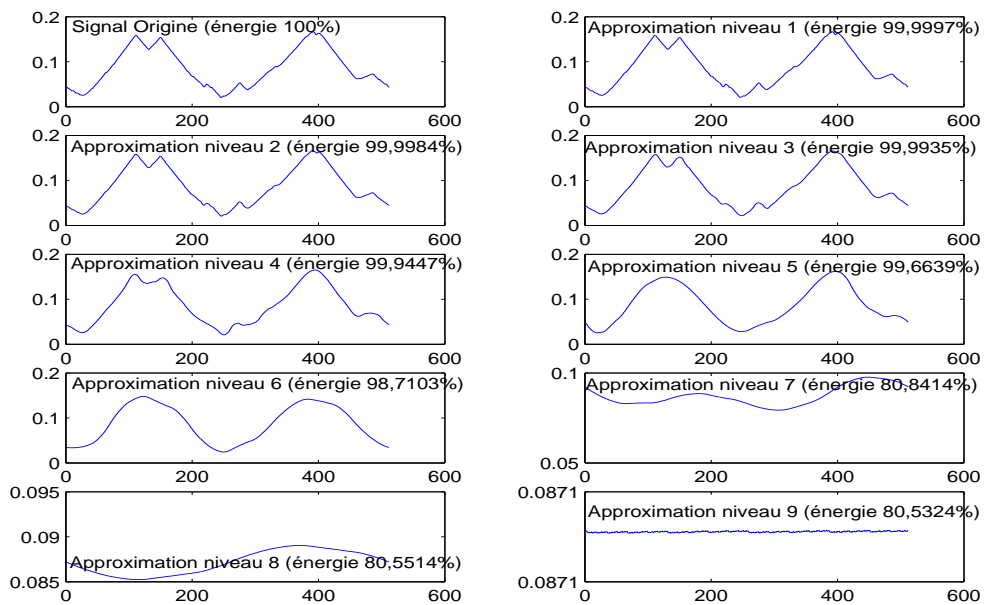 Signal Origine (énergie 100%)
0.2
0.1
0
0 200 400 600
Approximation niveau 1 (énergie 99,9997%)
0.2
0.1
0
0 200 400 600
Approximation niveau 2 (énergie 99,9984%)
0.2
0.1
0
0 200 400 600
Approximation niveau 3 (énergie 99,9935%)
0.2
0.1
0
0 200 400 600
Approximation niveau 4 (énergie 99,9447%)
0.2
0.1
0
0 200 400 600
Approximation niveau 5 (énergie 99,6639%)
0.2
0.1
0
0 200 400 600
Approximation niveau 6 (énergie 98,7103%)
0.2
0.1
0
0 200 400 600
Approximation niveau 7 (énergie 80,8414%)
0.1
0.05
0 200 400 600
0.095
0.09
Approximation niveau 8 (énergie 80,5514%)
0.085
0 200 400 600
0.0871
Approximation niveau 9 (énergie 80,5324%)
0.0871
0 200 400 600